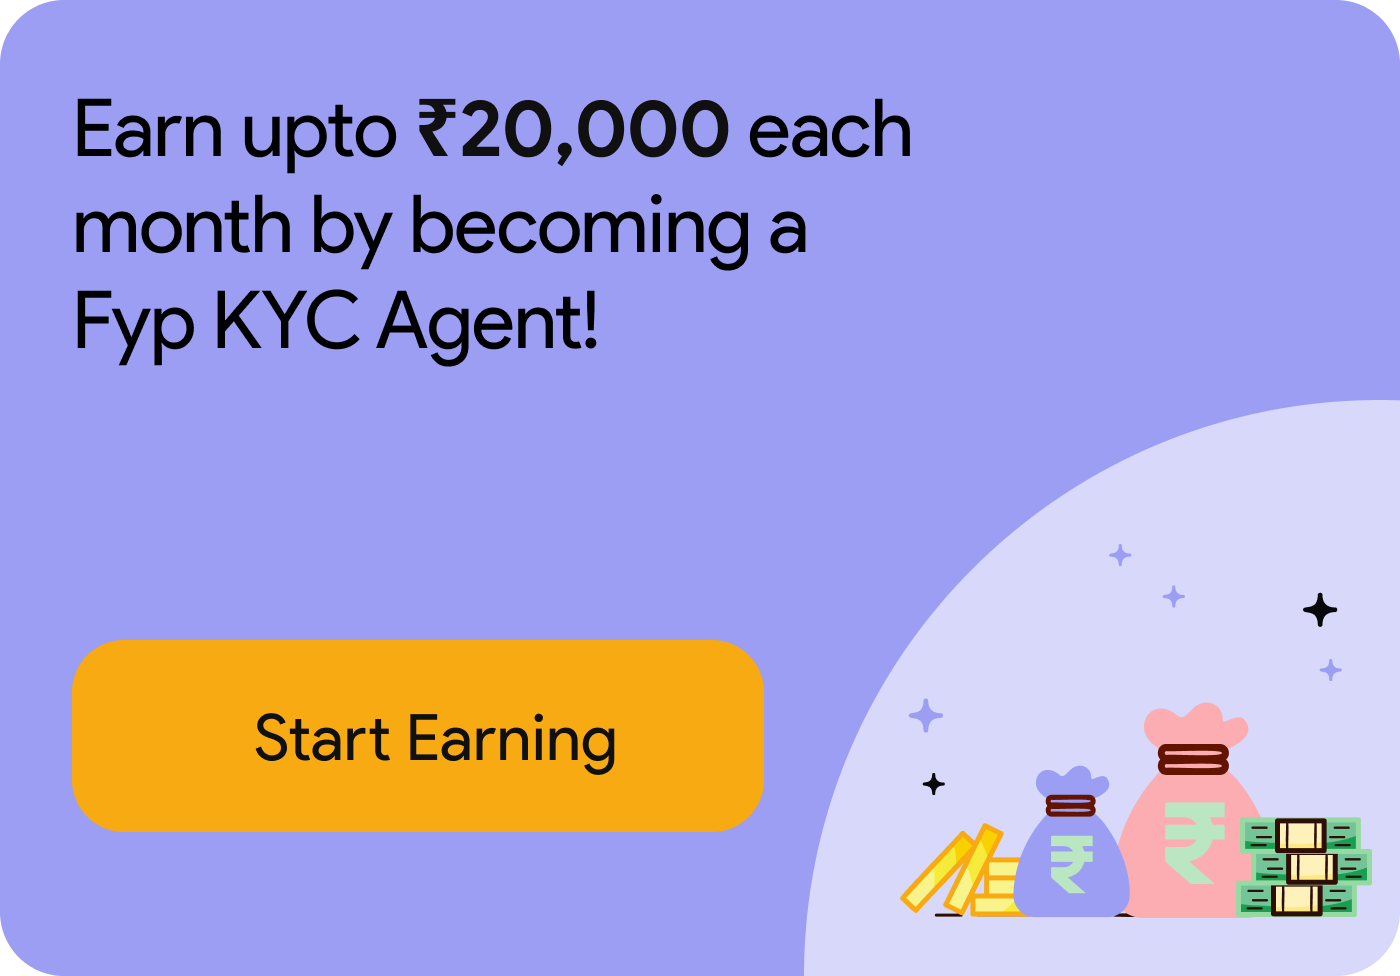 Earn upto ₹20,000 each
month by becoming a
Fyp KYC Agent!
Start Earning
₹ ₹